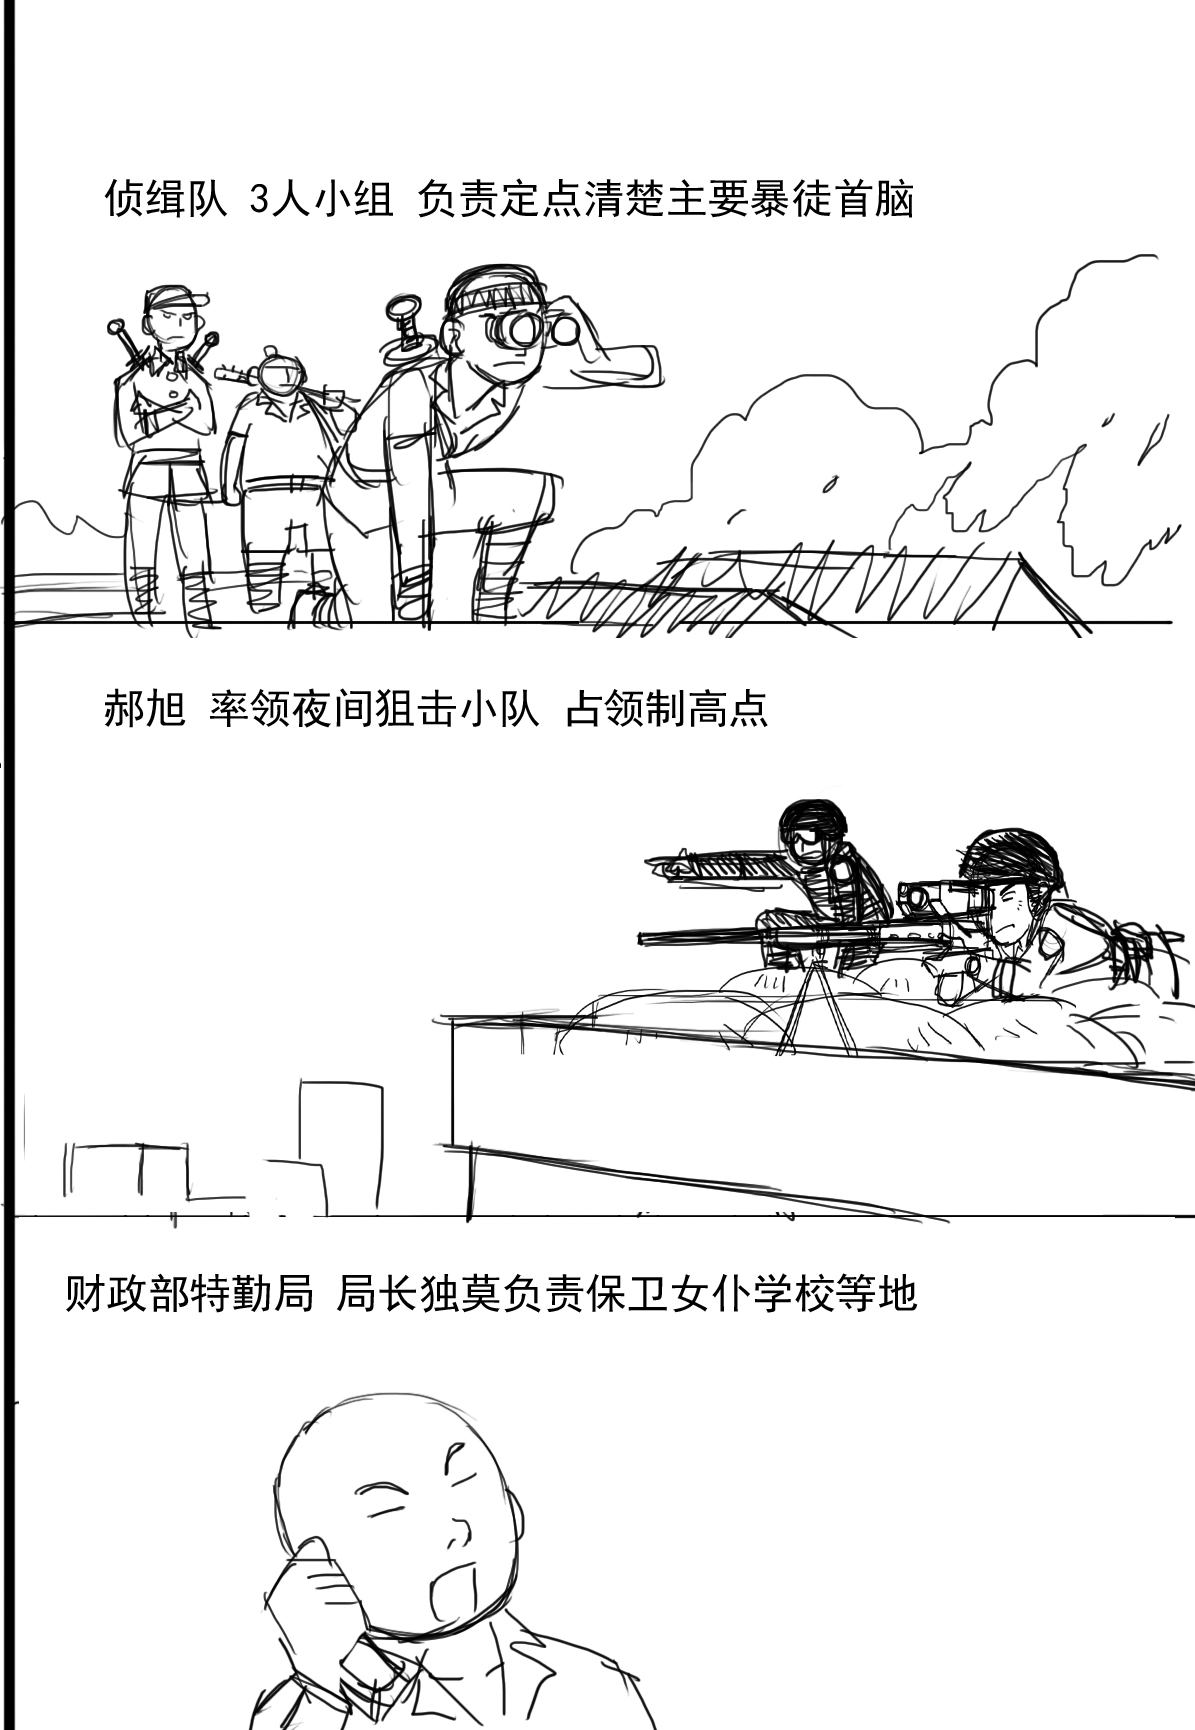 侦缉队 3人小组 负责定点清楚主要暴徒首脑
郝旭 率领夜间狙击小队 占领制高点
财政部特勤局 局长独莫负责保卫女仆学校等地